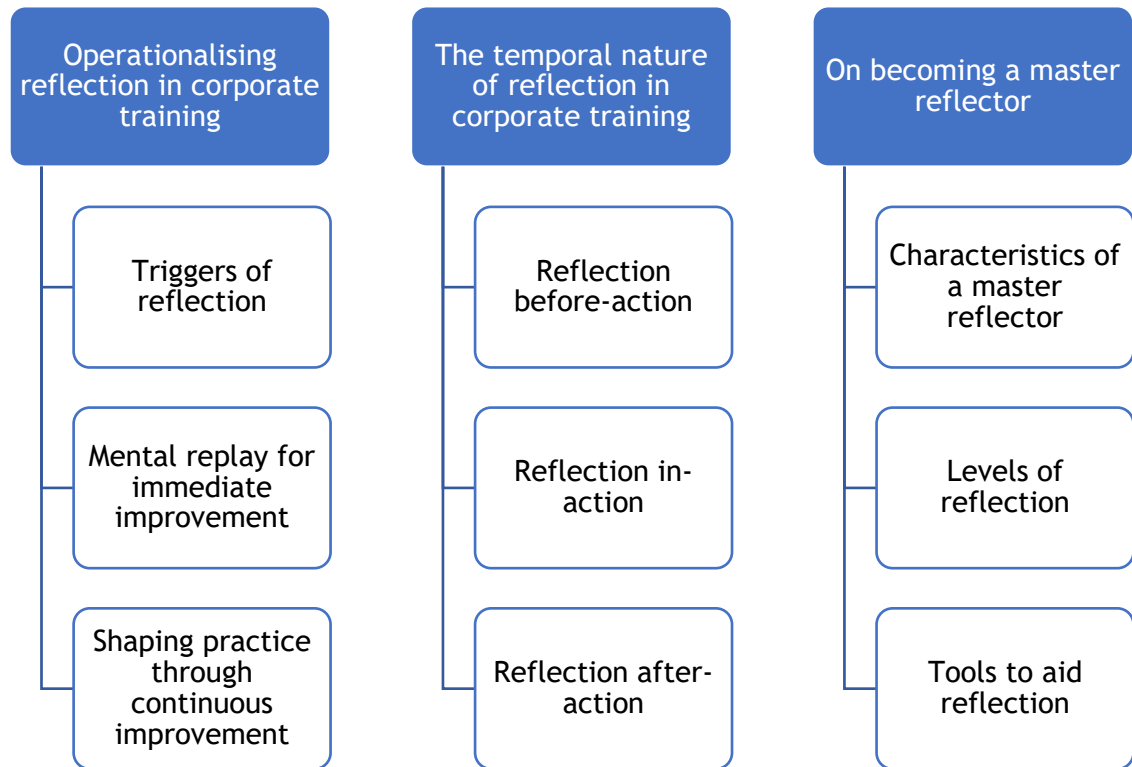 Operationalising
reflection in corporate
training
Triggers of
reflection
Mental replay for
immediate
improvement
Shaping practice
through
continuous
improvement
The temporal nature
of reflection in
corporate training
Reflection
before-action
Reflection in-
action
Reflection after-
action
On becoming a master
reflector
Characteristics of
a master
reflector
Levels of
reflection
Tools to aid
reflection